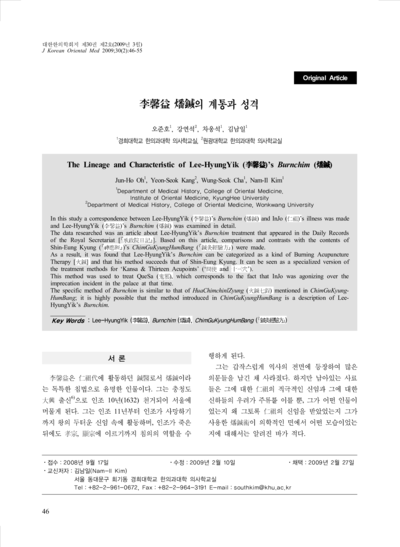 대한한의학회지 제30권 제2호(2009년 3월)
J Korean Oriental Med 2009;30(2):46-55
Original Article
李馨益 燔鍼의 계통과 성격
오준호¹, 강연석², 차웅석¹, 김남일¹
¹경희대학교 한의과대학 의사학교실, ²원광대학교 한의과대학 의사학교실
The Lineage and Characteristic of Lee-HyungYik (李馨益)'s Burnchim (燔鍼)
Jun-Ho Oh¹, Yeon-Seok Kang², Wung-Seok Cha¹, Nam-Il Kim¹
¹Department of Medical History, College of Oriental Medicine,
Institute of Oriental Medicine, KyungHee University
²Department of Medical History, College of Oriental Medicine, Wonkwang University
In this study a correspondence between Lee-HyungYik (李馨益)'s Burnchim (燔鍼) and Info (仁祖)'s illness was made
and Lee-HyungYik (李馨益)'s Burnchim (燔鍼) was examined in detail.
The data researched was an article about Lee-HyungYik's Burnchim treatment that appeared in the Daily Records
of the Royal Secretariat [『承政院日記』]. Based on this article, comparisons and contrasts with the contents of
Shin-Eung Kyung (『神應經』)'s ChimGuKyungHumBang (『鍼灸經驗方』) were made.
As a result, it was found that Lee-HyungYik's Burnchim can be categorized as a kind of Burning Acupuncture
Therapy [火鍼] and that his method succeeds that of Shin-Eung Kyung. It can be seen as a specialized version of
the treatment methods for 'Kansa & Thirteen Acupoints'
This method was used to treat QueSu (鬼祟), which corresponds to the fact that Info was agonizing over the
imprecation incident in the palace at that time.
The specific method of Burnchim is similar to that of HuaChimchiilZyung mentioned in ChimGuKyung-
HumBang; it is highly possible that the method introduced in ChimGuKyungHumBang is a description of Lee-
HyungYik's Burnchim.
Key Words : Lee-HyungYik (李馨益), Burnchim (燔鍼), ChimGuKyungHumBang (『鍼灸經驗方』)
서 론
李馨益은 仁祖代에 활동하던 鍼醫로서 燔鍼이라
는 독특한 침법으로 유명한 인물이다. 그는 충청도
大興 출신으로 인조 10년(1632) 천거되어 서울에
머물게 된다. 그는 인조 11년부터 인조가 사망하기
까지 왕의 두터운 신임 속에 활동하며, 인조가 죽은
뒤에도 孝宗, 顯宗에 이르기까지 침의의 역할을 수
행하게 된다.
그는 갑작스럽게 역사의 전면에 등장하여 많은
의문들을 남긴 채 사라졌다. 하지만 남아있는 사료
들은 그에 대한 仁祖의 적극적인 신임과 그에 대한
신하들의 우려가 주류를 이룰 뿐, 그가 어떤 인물이
었는지 왜 그토록 仁祖의 신임을 받았었는지 그가
사용한 燔鍼術이 의학적인 면에서 어떤 모습이었는
지에 대해서는 알려진 바가 적다.
· 접수 : 2008년 9월 17일 · 수정 : 2009년 2월 10일 · 채택 : 2009년 2월 27일
· 교신저자 : 김남일(Nam-Il Kim)
서울 동대문구 회기동 경희대학교 한의과대학 의사학교실
Tel : +82-2-961-0672, Fax : +82-2-964-3191 E-mail : southkim@khu.ac.kr
46